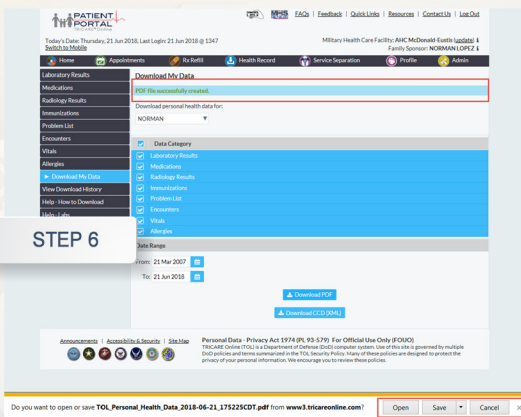 PATIENT
PORTAL
TRICARE Online
MHS
FAQs | Feedback | Quick Links | Resources | Contact Us | Log Out
Today's Date: Thursday, 21 Jun 2018, Last Login: 21 Jun 2018 @ 1347
Switch to Mobile
Military Health Care Facility: AHC McDonald-Eustis (update)
Family Sponsor: NORMAN LOPEZ
Home
Appointments
Rx Refill
Health Record
Service Separation
Profile
Admin
Laboratory Results
Medications
Radiology Results
Immunizations
Problem List
Encounters
Vitals
Allergies
Download My Data
View Download History
Help - How to Download
Help - Labs
Download My Data
PDF file successfully created.
Download personal health data for:
NORMAN
Data Category
Laboratory Results
Medications
Radiology Results
Immunizations
Problem List
Encounters
Vitals
Allergies
STEP 6
Date Range
From: 21 Mar 2007
To: 21 Jun 2018
Download PDF
Download CCD (XML)
Announcements | Accessibility & Security | Site Map
Personal Data - Privacy Act 1974 (PL 93-579) For Official Use Only (FOUO)
TRICARE Online (TOL) is a Department of Defense (DoD) computer system. Use of this site is governed by multiple
DoD policies and terms summarized in the TOL Security Policy. Many of these policies are designed to protect the
privacy of your personal information. We encourage you to review these policies.
Do you want to open or save TOL_Personal_Health_Data_2018-06-21_175225CDT.pdf from www3.tricareonline.com?
Open
Save
Cancel